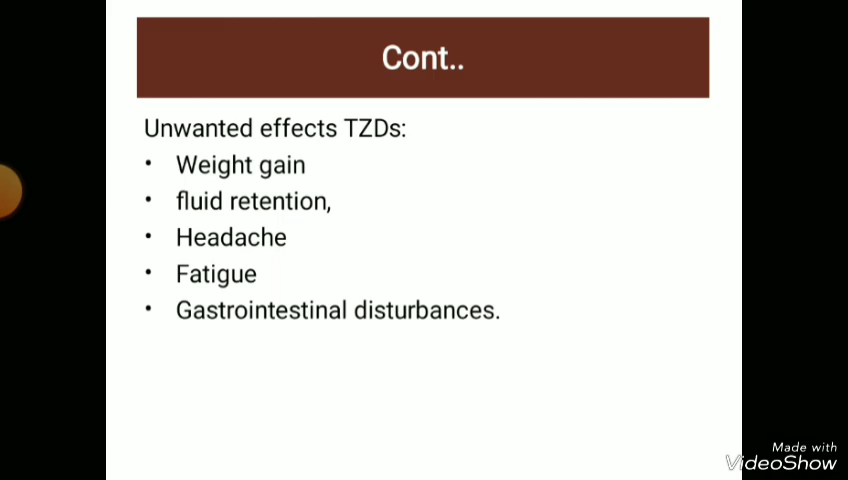 Cont..
Unwanted effects TZDs:
• Weight gain
• fluid retention,
• Headache
• Fatigue
• Gastrointestinal disturbances.
Made with
VideoShow